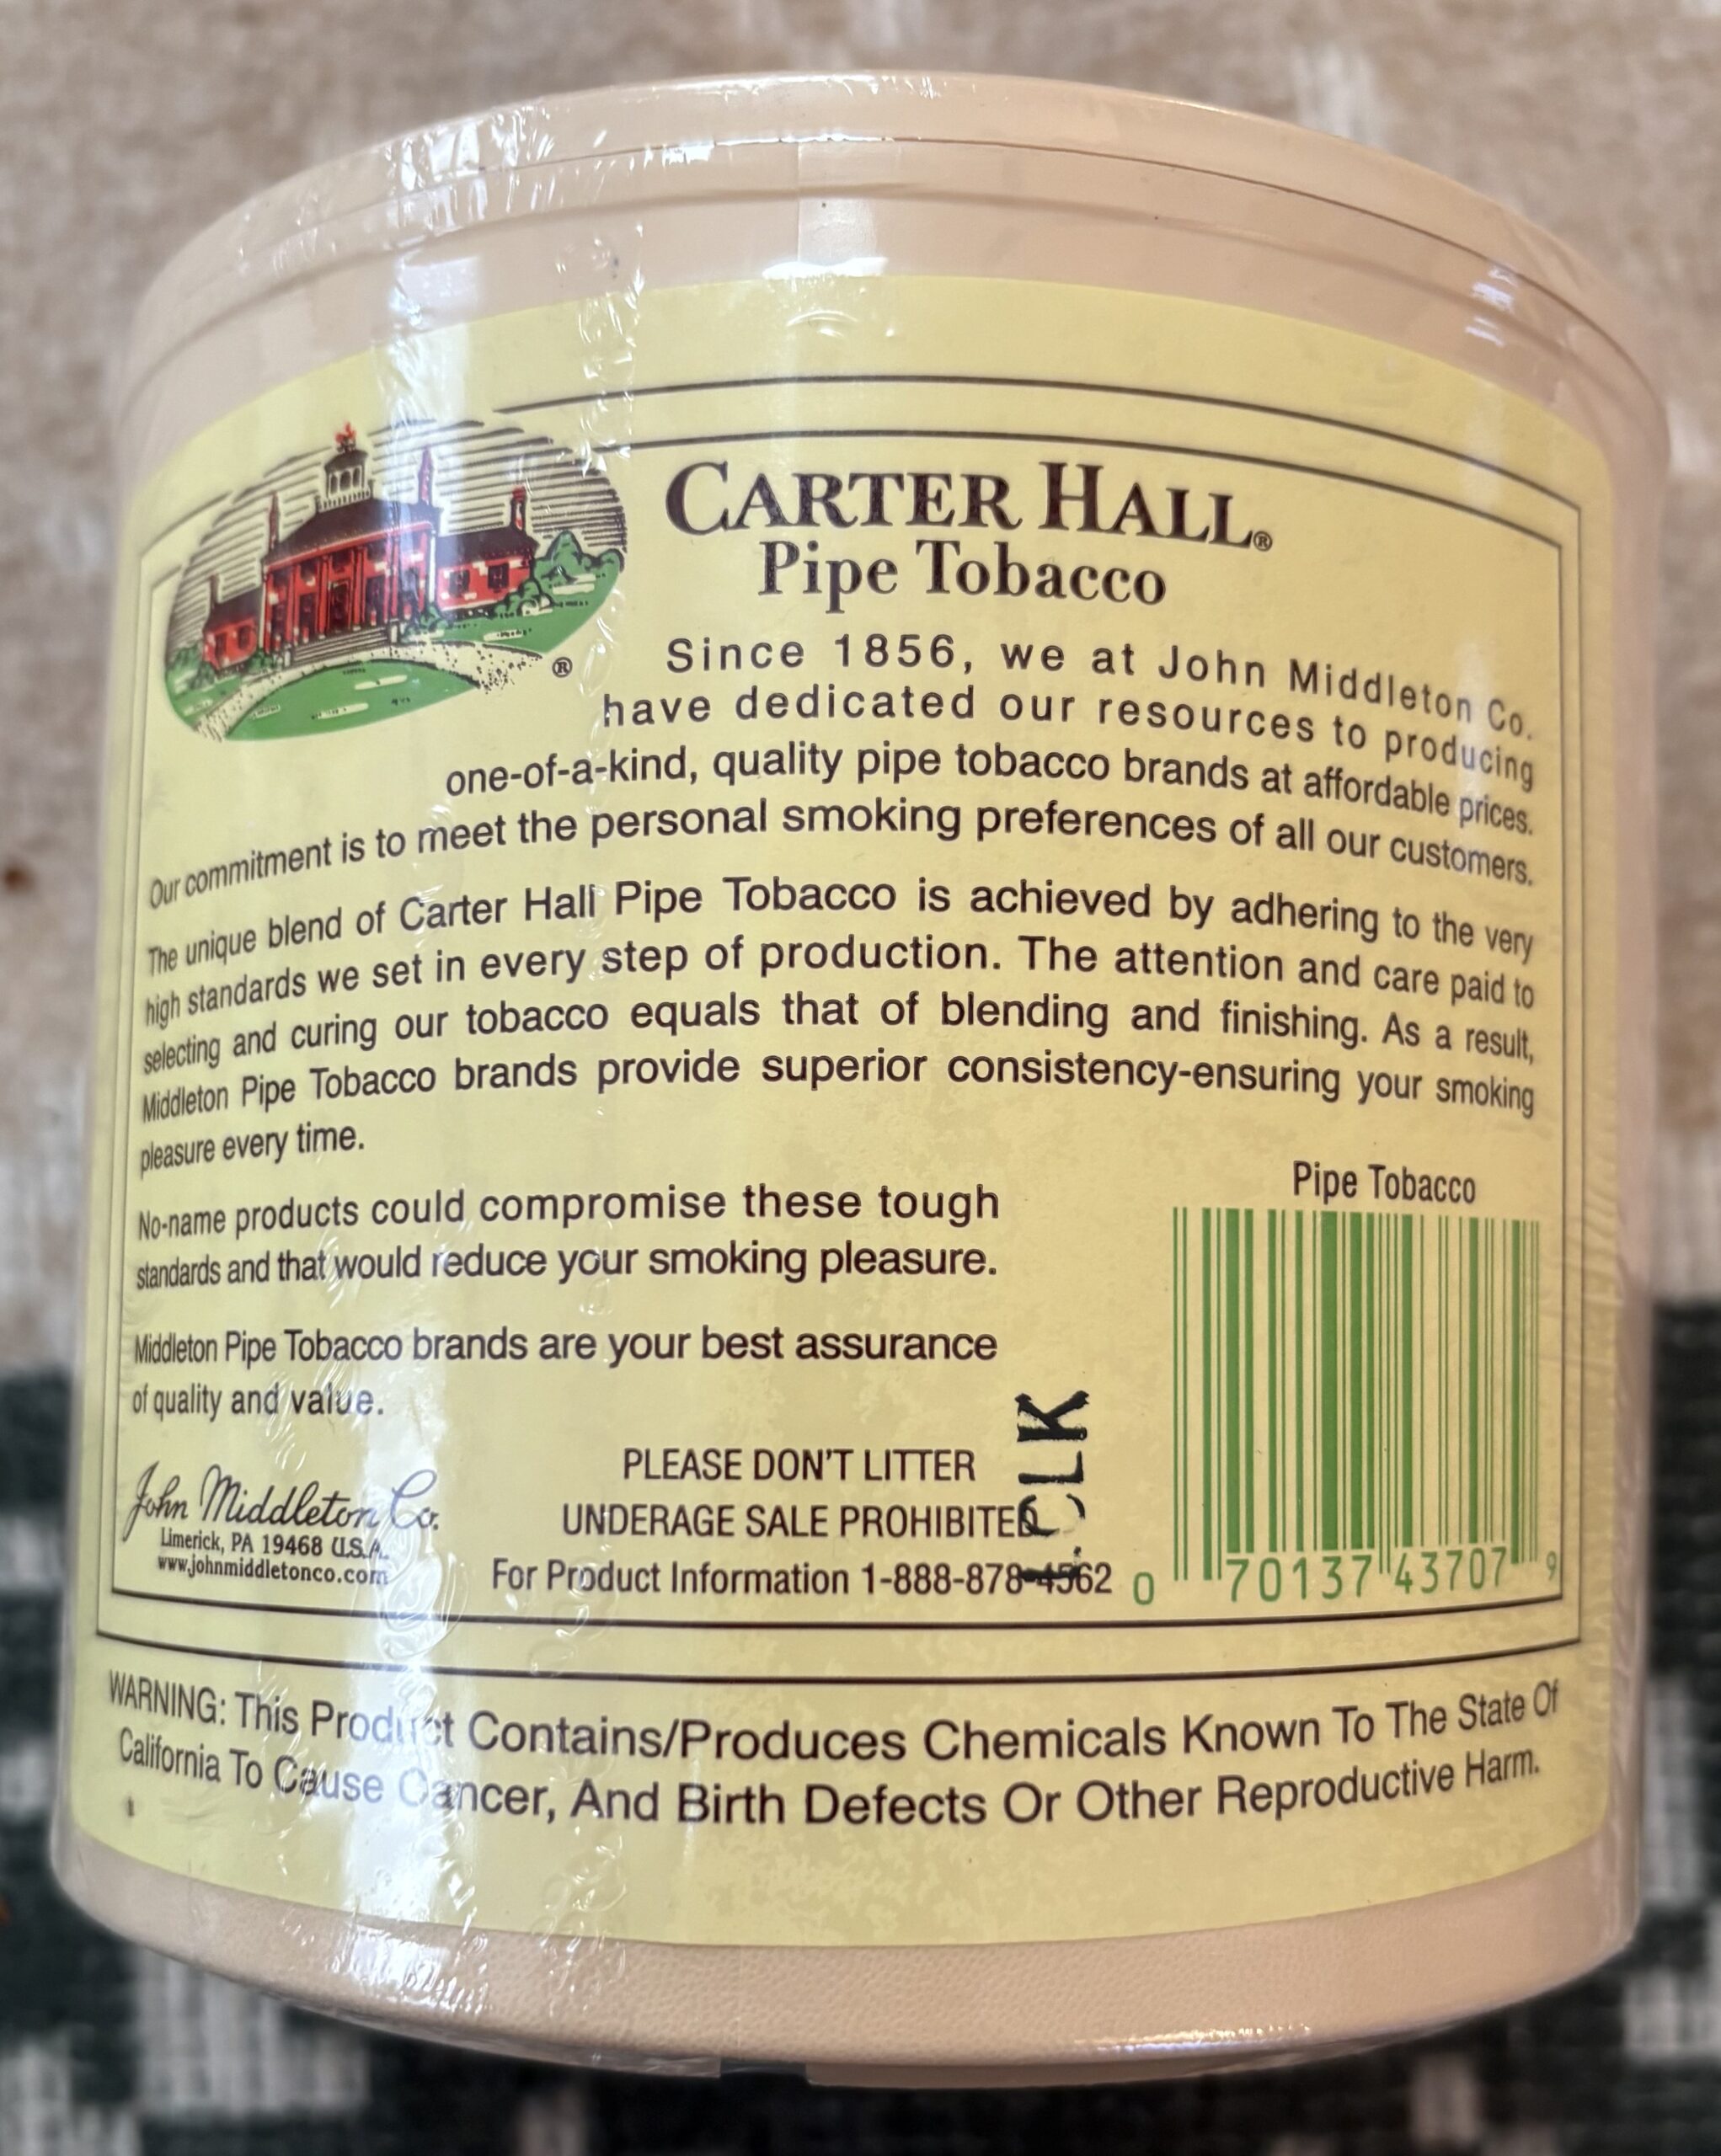 CARTER HALL®
Pipe Tobacco
®
Since 1856, we at John Middleton Co.
have dedicated our resources to producing
one-of-a-kind, quality pipe tobacco brands at affordable prices.
Our commitment is to meet the personal smoking preferences of all our customers.
The unique blend of Carter Hall Pipe Tobacco is achieved by adhering to the very
high standards we set in every step of production. The attention and care paid to
selecting and curing our tobacco equals that of blending and finishing. As a result,
Middleton Pipe Tobacco brands provide superior consistency-ensuring your smoking
pleasure every time.
No-name products could compromise these tough
standards and that would reduce your smoking pleasure.
Middleton Pipe Tobacco brands are your best assurance
of quality and value.
John Middleton Co.
Limerick, PA 19468 U.S.A.
www.johnmiddletonco.com
PLEASE DON'T LITTER
UNDERAGE SALE PROHIBITED
For Product Information 1-888-878-4562
Pipe Tobacco
0 70137 43707 9
WARNING: This Product Contains/Produces Chemicals Known To The State Of
California To Cause Cancer, And Birth Defects Or Other Reproductive Harm.